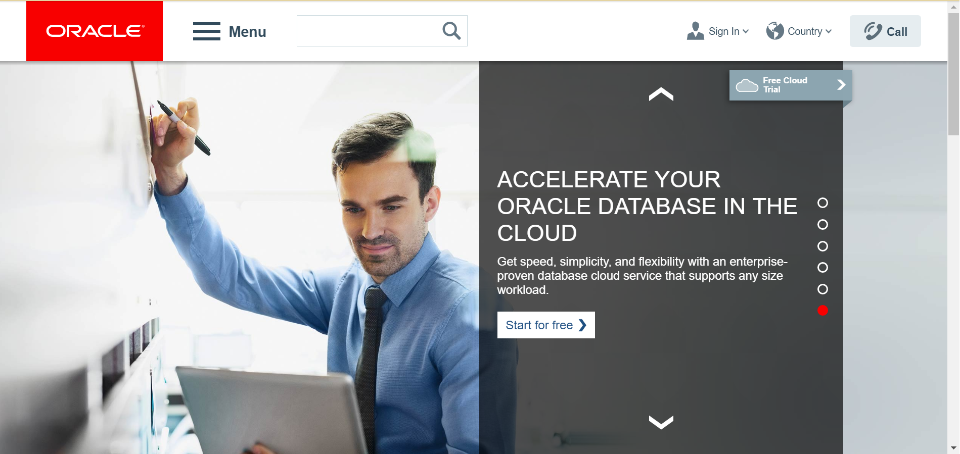 ORACLE
Menu
Sign In
Country
Call
Free Cloud
Trial
ACCELERATE YOUR
ORACLE DATABASE IN THE
CLOUD
Get speed, simplicity, and flexibility with an enterprise-
proven database cloud service that supports any size
workload.
Start for free